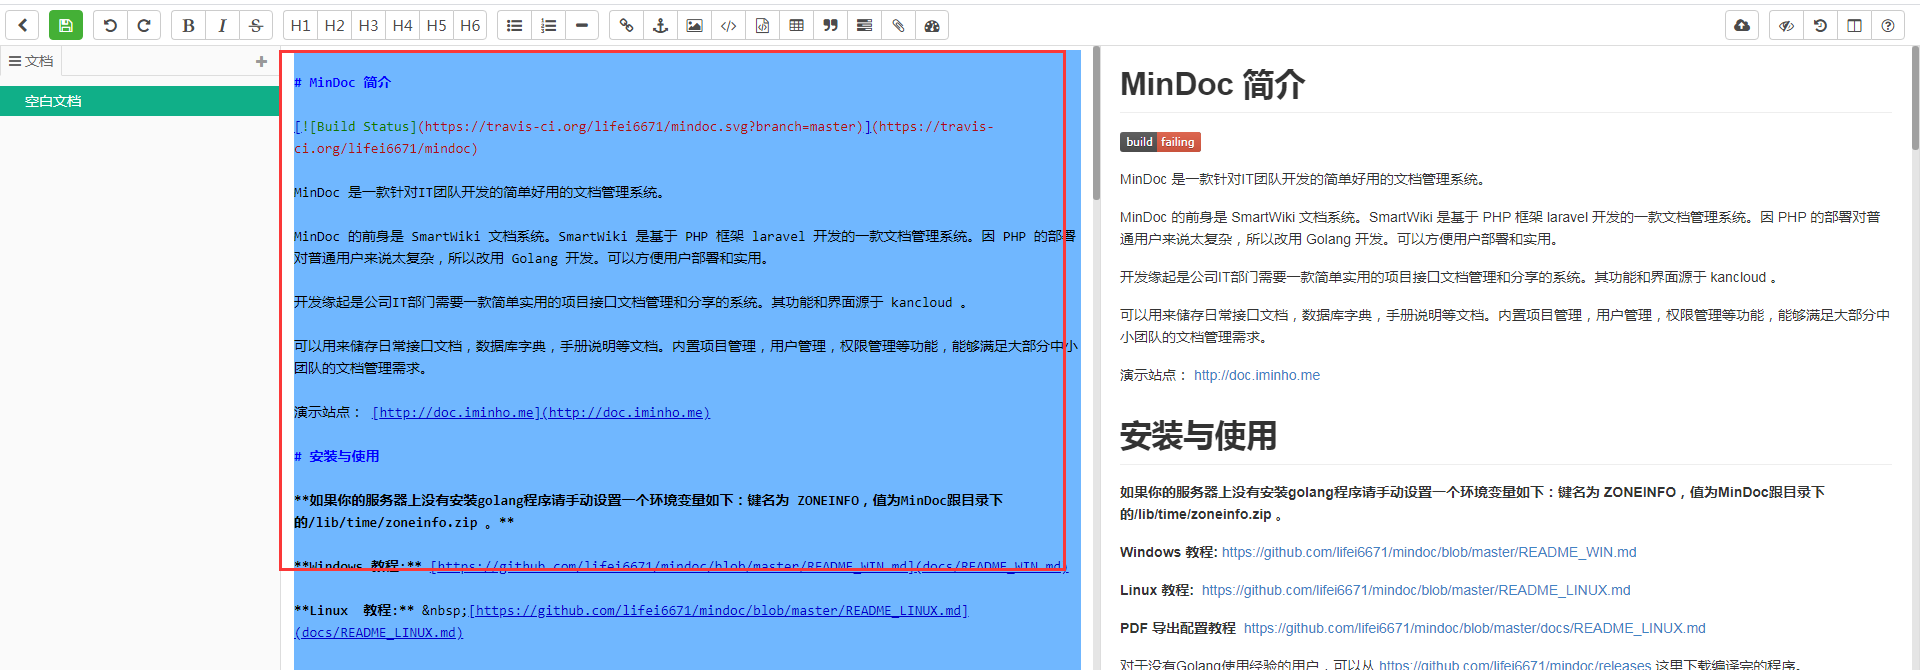 B I S H1 H2 H3 H4 H5 H6
文档
空白文档
# MinDoc 简介
[![Build Status](https://travis-ci.org/lifei6671/mindoc.svg?branch=master)](https://travis-
ci.org/lifei6671/mindoc)
MinDoc 是一款针对IT团队开发的简单好用的文档管理系统。
MinDoc 的前身是 SmartWiki 文档系统。SmartWiki 是基于 PHP 框架 laravel 开发的一款文档管理系统。因 PHP 的部署
对普通用户来说太复杂，所以改用 Golang 开发。可以方便用户部署和实用。
开发缘起是公司IT部门需要一款简单实用的项目接口文档管理和分享的系统。其功能和界面源于 kancloud 。
可以用来储存日常接口文档，数据库字典，手册说明等文档。内置项目管理，用户管理，权限管理等功能，能够满足大部分中小
团队的文档管理需求。
演示站点： [http://doc.iminho.me](http://doc.iminho.me)
# 安装与使用
**如果你的服务器上没有安装golang程序请手动设置一个环境变量如下：键名为 ZONEINFO，值为MinDoc跟目录下
的/lib/time/zoneinfo.zip 。**
**Windows 教程:** [https://github.com/lifei6671/mindoc/blob/master/README_WIN.md](docs/README_WIN.md)
**Linux  教程:** &nbsp;[https://github.com/lifei6671/mindoc/blob/master/README_LINUX.md]
(docs/README_LINUX.md)
MinDoc 简介
build failing
MinDoc 是一款针对IT团队开发的简单好用的文档管理系统。
MinDoc 的前身是 SmartWiki 文档系统。SmartWiki 是基于 PHP 框架 laravel 开发的一款文档管理系统。因 PHP 的部署对普
通用户来说太复杂，所以改用 Golang 开发。可以方便用户部署和实用。
开发缘起是公司IT部门需要一款简单实用的项目接口文档管理和分享的系统。其功能和界面源于 kancloud 。
可以用来储存日常接口文档，数据库字典，手册说明等文档。内置项目管理，用户管理，权限管理等功能，能够满足大部分中
小团队的文档管理需求。
演示站点： http://doc.iminho.me
安装与使用
如果你的服务器上没有安装golang程序请手动设置一个环境变量如下：键名为 ZONEINFO，值为MinDoc跟目录下
的/lib/time/zoneinfo.zip 。
Windows 教程: https://github.com/lifei6671/mindoc/blob/master/README_WIN.md
Linux 教程: https://github.com/lifei6671/mindoc/blob/master/README_LINUX.md
PDF 导出配置教程 https://github.com/lifei6671/mindoc/blob/master/docs/README_LINUX.md
对于没有Golang使用经验的用户，可以从 https://github.com/lifei6671/mindoc/releases 这里下载编译完的程序。